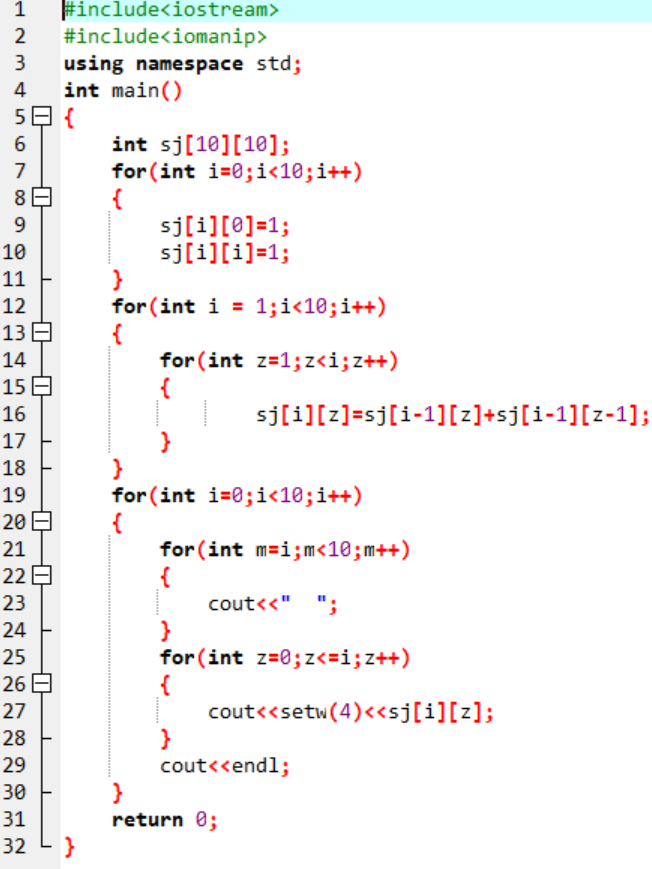 1 #include<iostream>
2 #include<iomanip>
3 using namespace std;
4 int main()
5 {
6 int sj[10][10];
7 for(int i=0;i<10;i++)
8 {
9 sj[i][0]=1;
10 sj[i][i]=1;
11 }
12 for(int i = 1;i<10;i++)
13 {
14 for(int z=1;z<i;z++)
15 {
16 sj[i][z]=sj[i-1][z]+sj[i-1][z-1];
17 }
18 }
19 for(int i=0;i<10;i++)
20 {
21 for(int m=i;m<10;m++)
22 {
23 cout<<"  ";
24 }
25 for(int z=0;z<=i;z++)
26 {
27 cout<<setw(4)<<sj[i][z];
28 }
29 cout<<endl;
30 }
31 return 0;
32 }